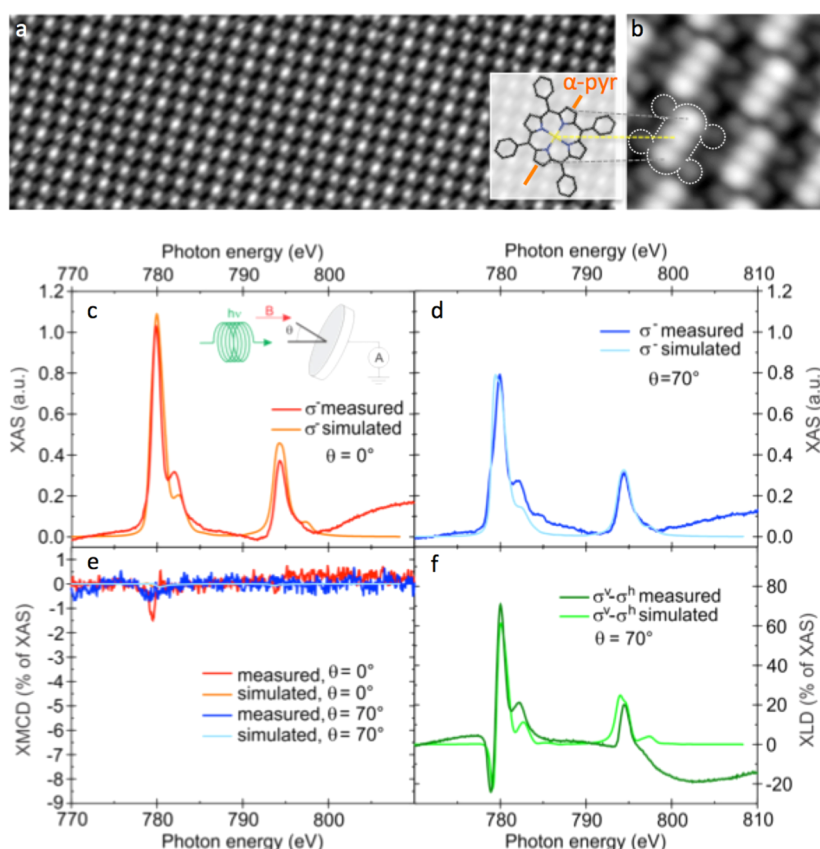 a
b
α-pyr
Photon energy (eV)
Photon energy (eV)
770 780 790 800
780 790 800 810
c
d
1.2
1.0
0.8
0.6
0.4
0.2
0.0
XAS (a.u.)
hν
B
θ
A
σ⁻measured
σ⁻simulated
θ = 0°
σ⁻ measured
σ⁻ simulated
θ =70°
1.2
1.0
0.8
0.6
0.4
0.2
0.0
XAS (a.u.)
e
f
1
0
-1
-2
-3
-4
-5
-6
-7
-8
-9
XMCD (% of XAS)
measured, θ = 0°
simulated, θ = 0°
measured, θ = 70°
simulated, θ = 70°
σᵛ-σʰ measured
σᵛ-σʰ simulated
θ = 70°
80
60
40
20
0
-20
XLD (% of XAS)
770 780 790 800
780 790 800 810
Photon energy (eV)
Photon energy (eV)